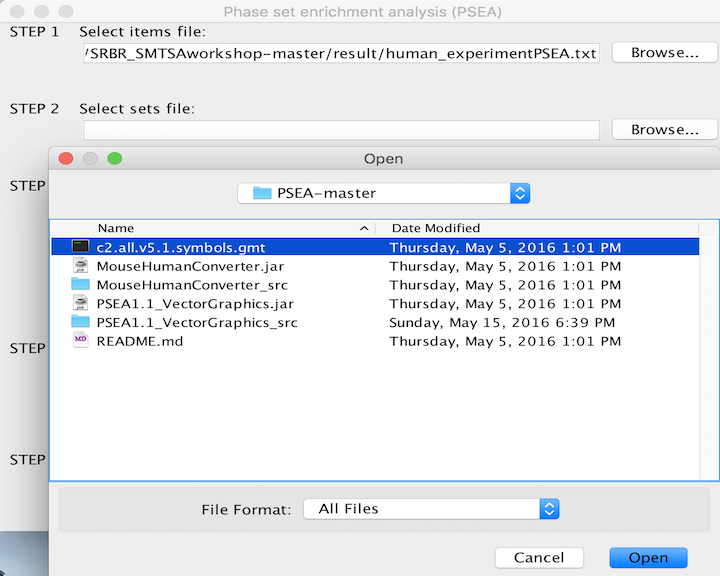 Phase set enrichment analysis (PSEA)
STEP 1 Select items file:
/SRBR_SMTSAworkshop-master/result/human_experimentPSEA.txt Browse...
STEP 2 Select sets file:
Browse...
Open
STEP
PSEA-master
Name Date Modified
c2.all.v5.1.symbols.gmt Thursday, May 5, 2016 1:01 PM
MouseHumanConverter.jar Thursday, May 5, 2016 1:01 PM
MouseHumanConverter_src Thursday, May 5, 2016 1:01 PM
PSEA1.1_VectorGraphics.jar Thursday, May 5, 2016 1:01 PM
PSEA1.1_VectorGraphics_src Sunday, May 15, 2016 6:39 PM
README.md Thursday, May 5, 2016 1:01 PM
STEP
STEP
File Format: All Files
Cancel Open